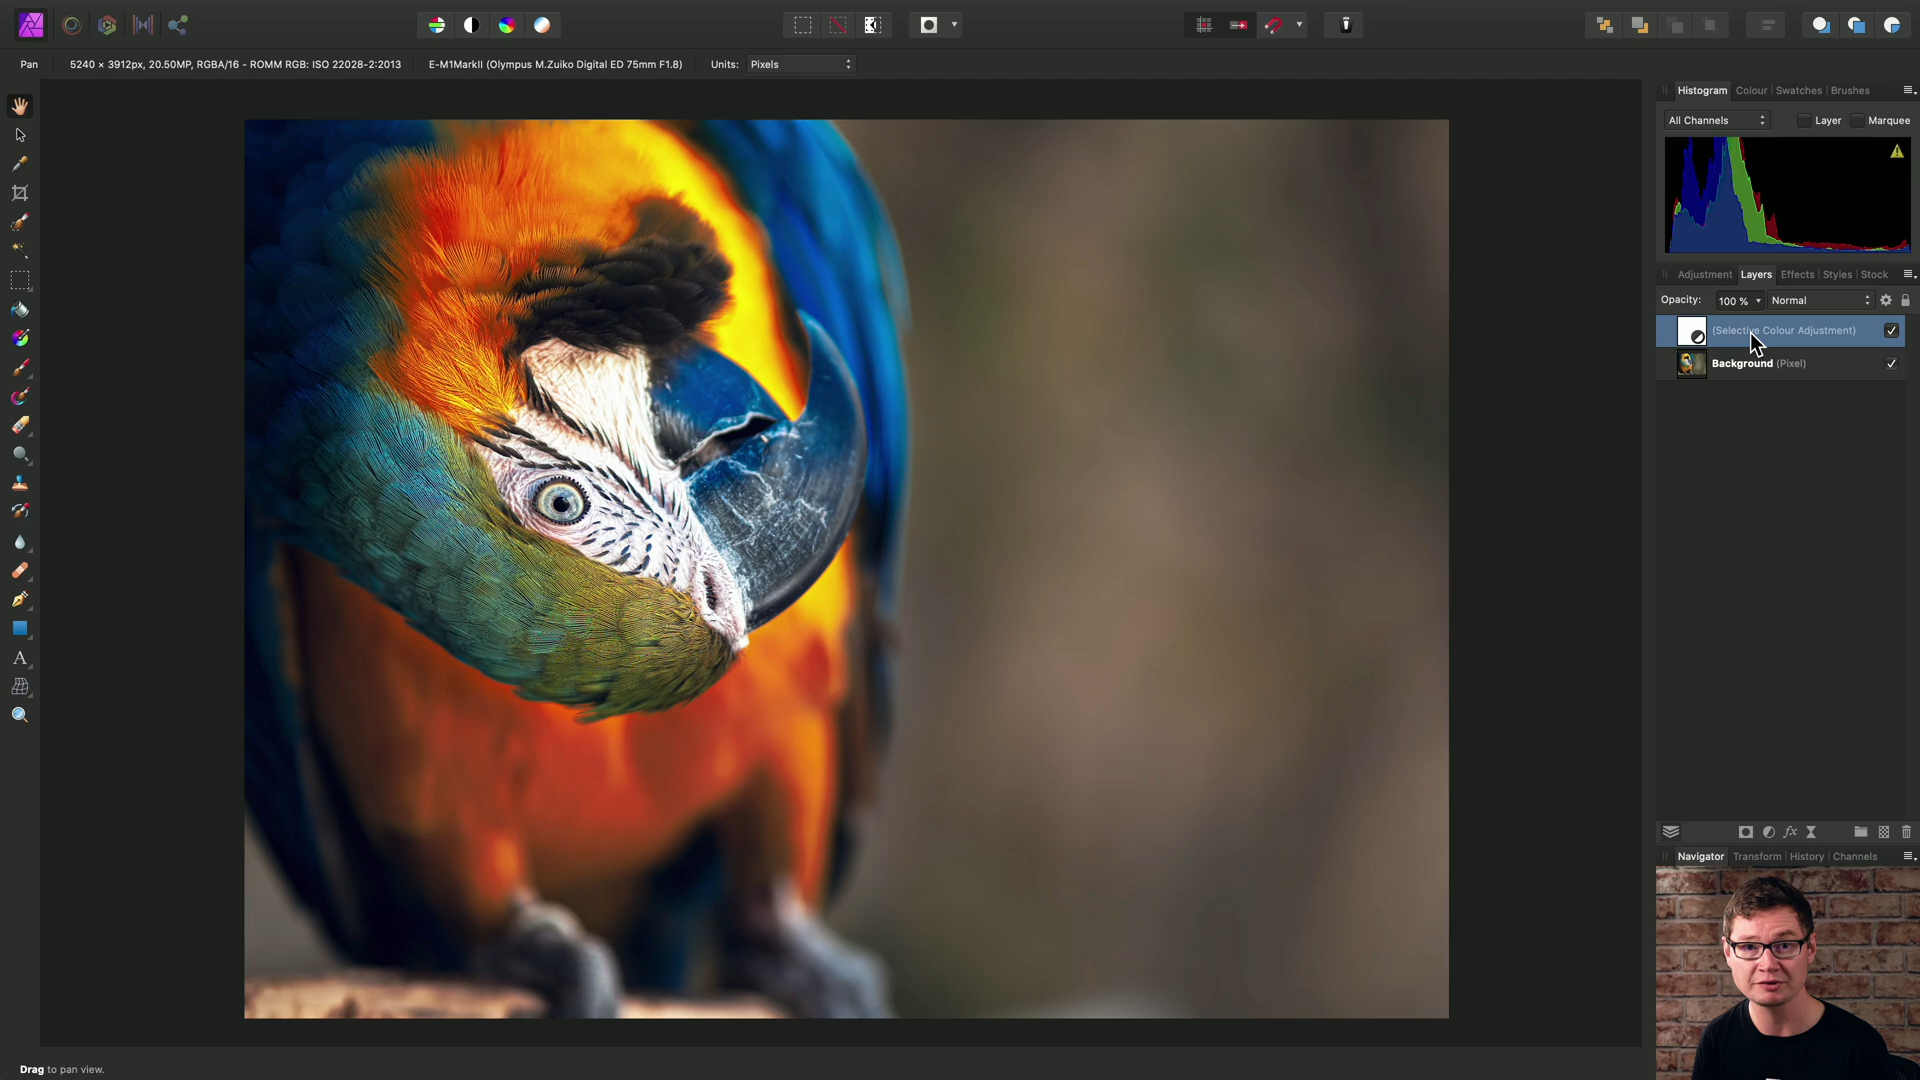 Pan
5240 × 3912px, 20.50MP, RGBA/16 - ROMM RGB: ISO 22028-2:2013
E-M1MarkII (Olympus M.Zuiko Digital ED 75mm F1.8)
Units: Pixels
Histogram Colour Swatches Brushes
All Channels Layer Marquee
Adjustment Layers Effects Styles Stock
Opacity: 100 % Normal
(Selective Colour Adjustment)
Background (Pixel)
fx
Navigator Transform History Channels
A
Drag to pan view.